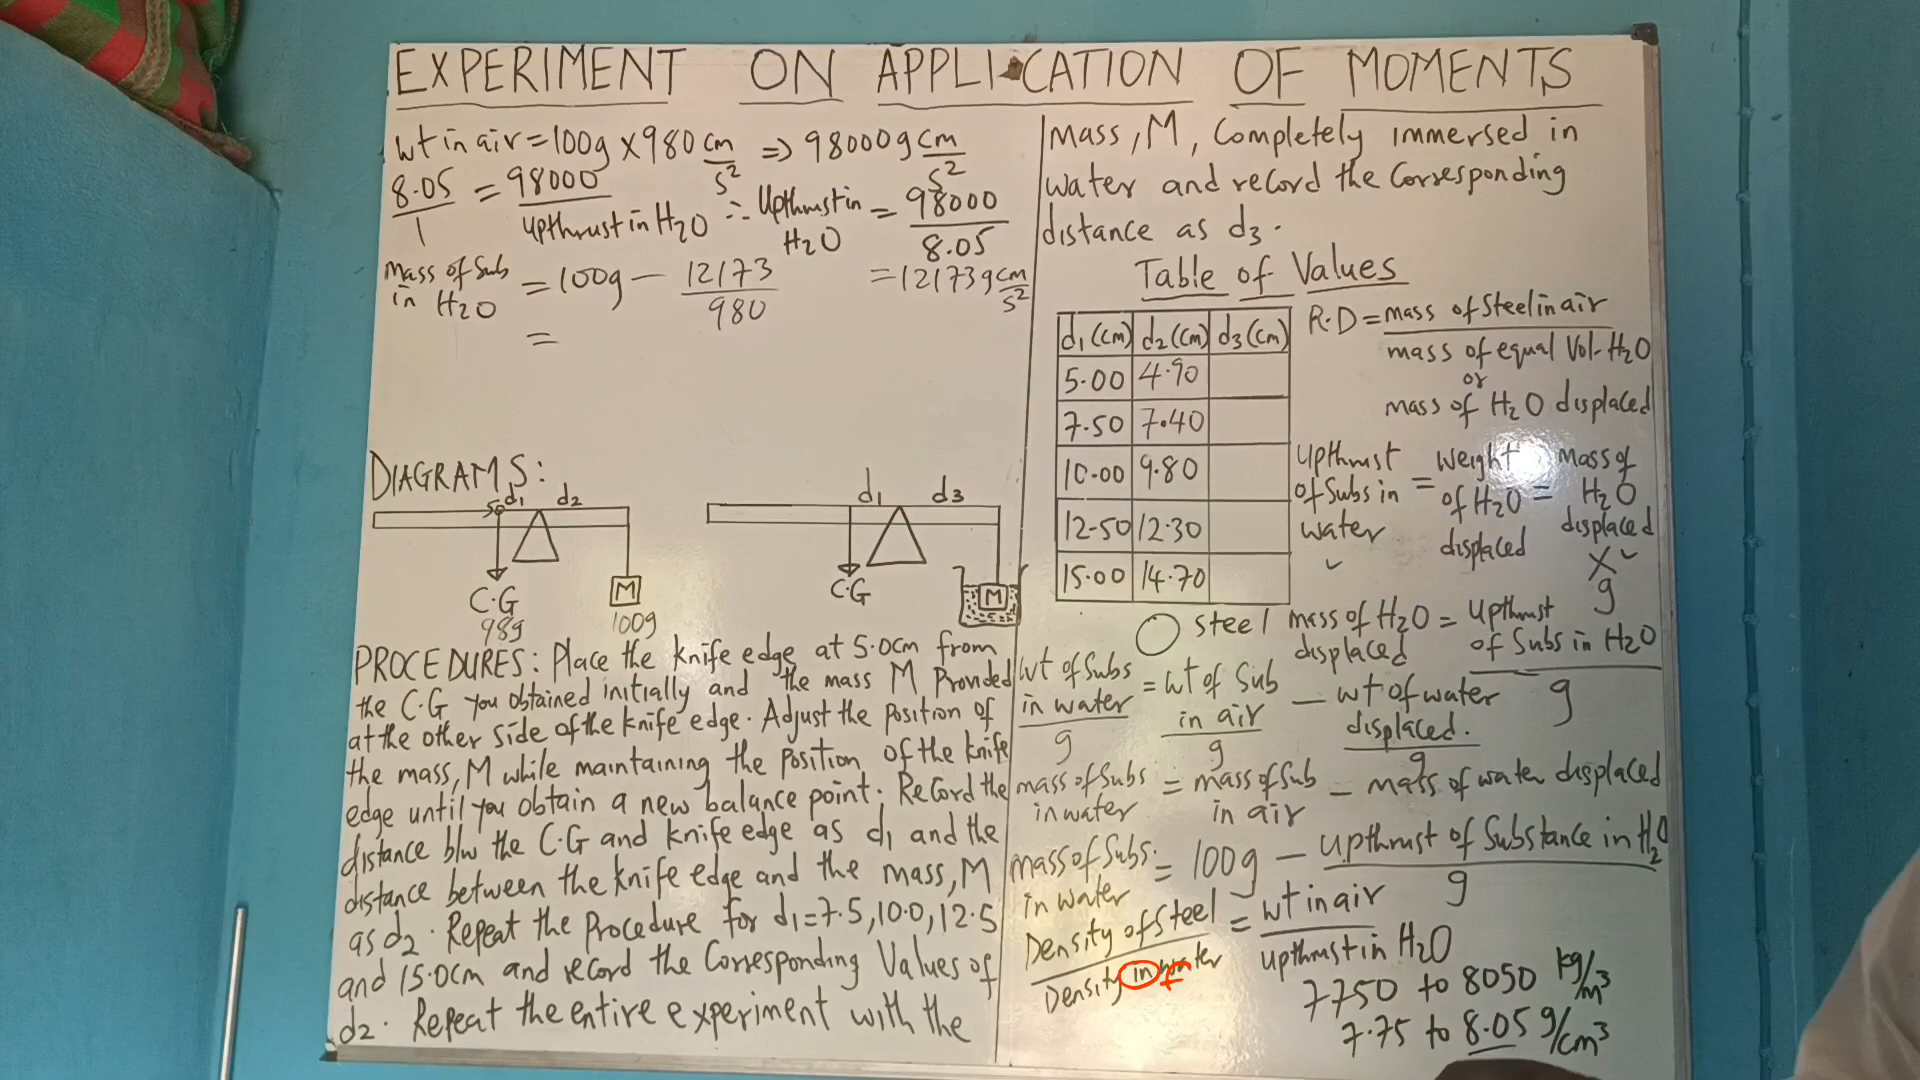 EXPERIMENT ON APPLICATION OF MOMENTS
wt in air = 100g x 980 cm/s² => 98000g cm/s²
8.05/1 = 98000/upthrust in H2O ∴ Upthrust in H2O = 98000/8.05
= 12173g cm/s²
Mass of Sub in H2O = 100g - 12173/980
=
DIAGRAMS:
50 d1 d2
C.G M
98g 100g
d1 d3
C.G M
PROCEDURES: Place the knife edge at 5.0cm from
the C.G you obtained initially and the mass M Provided
at the other side of the knife edge. Adjust the position of
the mass, M while maintaining the position of the knife
edge until you obtain a new balance point. Record the
distance b/w the C.G and knife edge as d1 and the
distance between the knife edge and the mass, M
as d2. Repeat the Procedure for d1=7.5, 10.0, 12.5
and 15.0cm and record the Corresponding Values of
d2. Repeat the entire experiment with the
Mass, M, Completely immersed in
water and record the Corresponding
distance as d3.
Table of Values
d1(cm) d2(cm) d3(cm)
5.00 4.90
7.50 7.40
10.00 9.80
12.50 12.30
15.00 14.70
R.D = mass of Steel in air
mass of equal Vol. H2O
or
mass of H2O displaced
Upthrust of Subs in water = Weight of H2O displaced = Mass of H2O displaced x g
steel mass of H2O displaced = Upthrust of Subs in H2O / g
wt of Subs in water / g = wt of Sub in air / g - wt of water displaced. / g
mass of Subs in water = mass of Sub in air - mass of water displaced
mass of Subs. in water = 100g - Upthrust of Substance in H2O / g
Density of Steel / Density in water = wt in air / upthrust in H2O
7750 to 8050 kg/m³
7.75 to 8.05 g/cm³